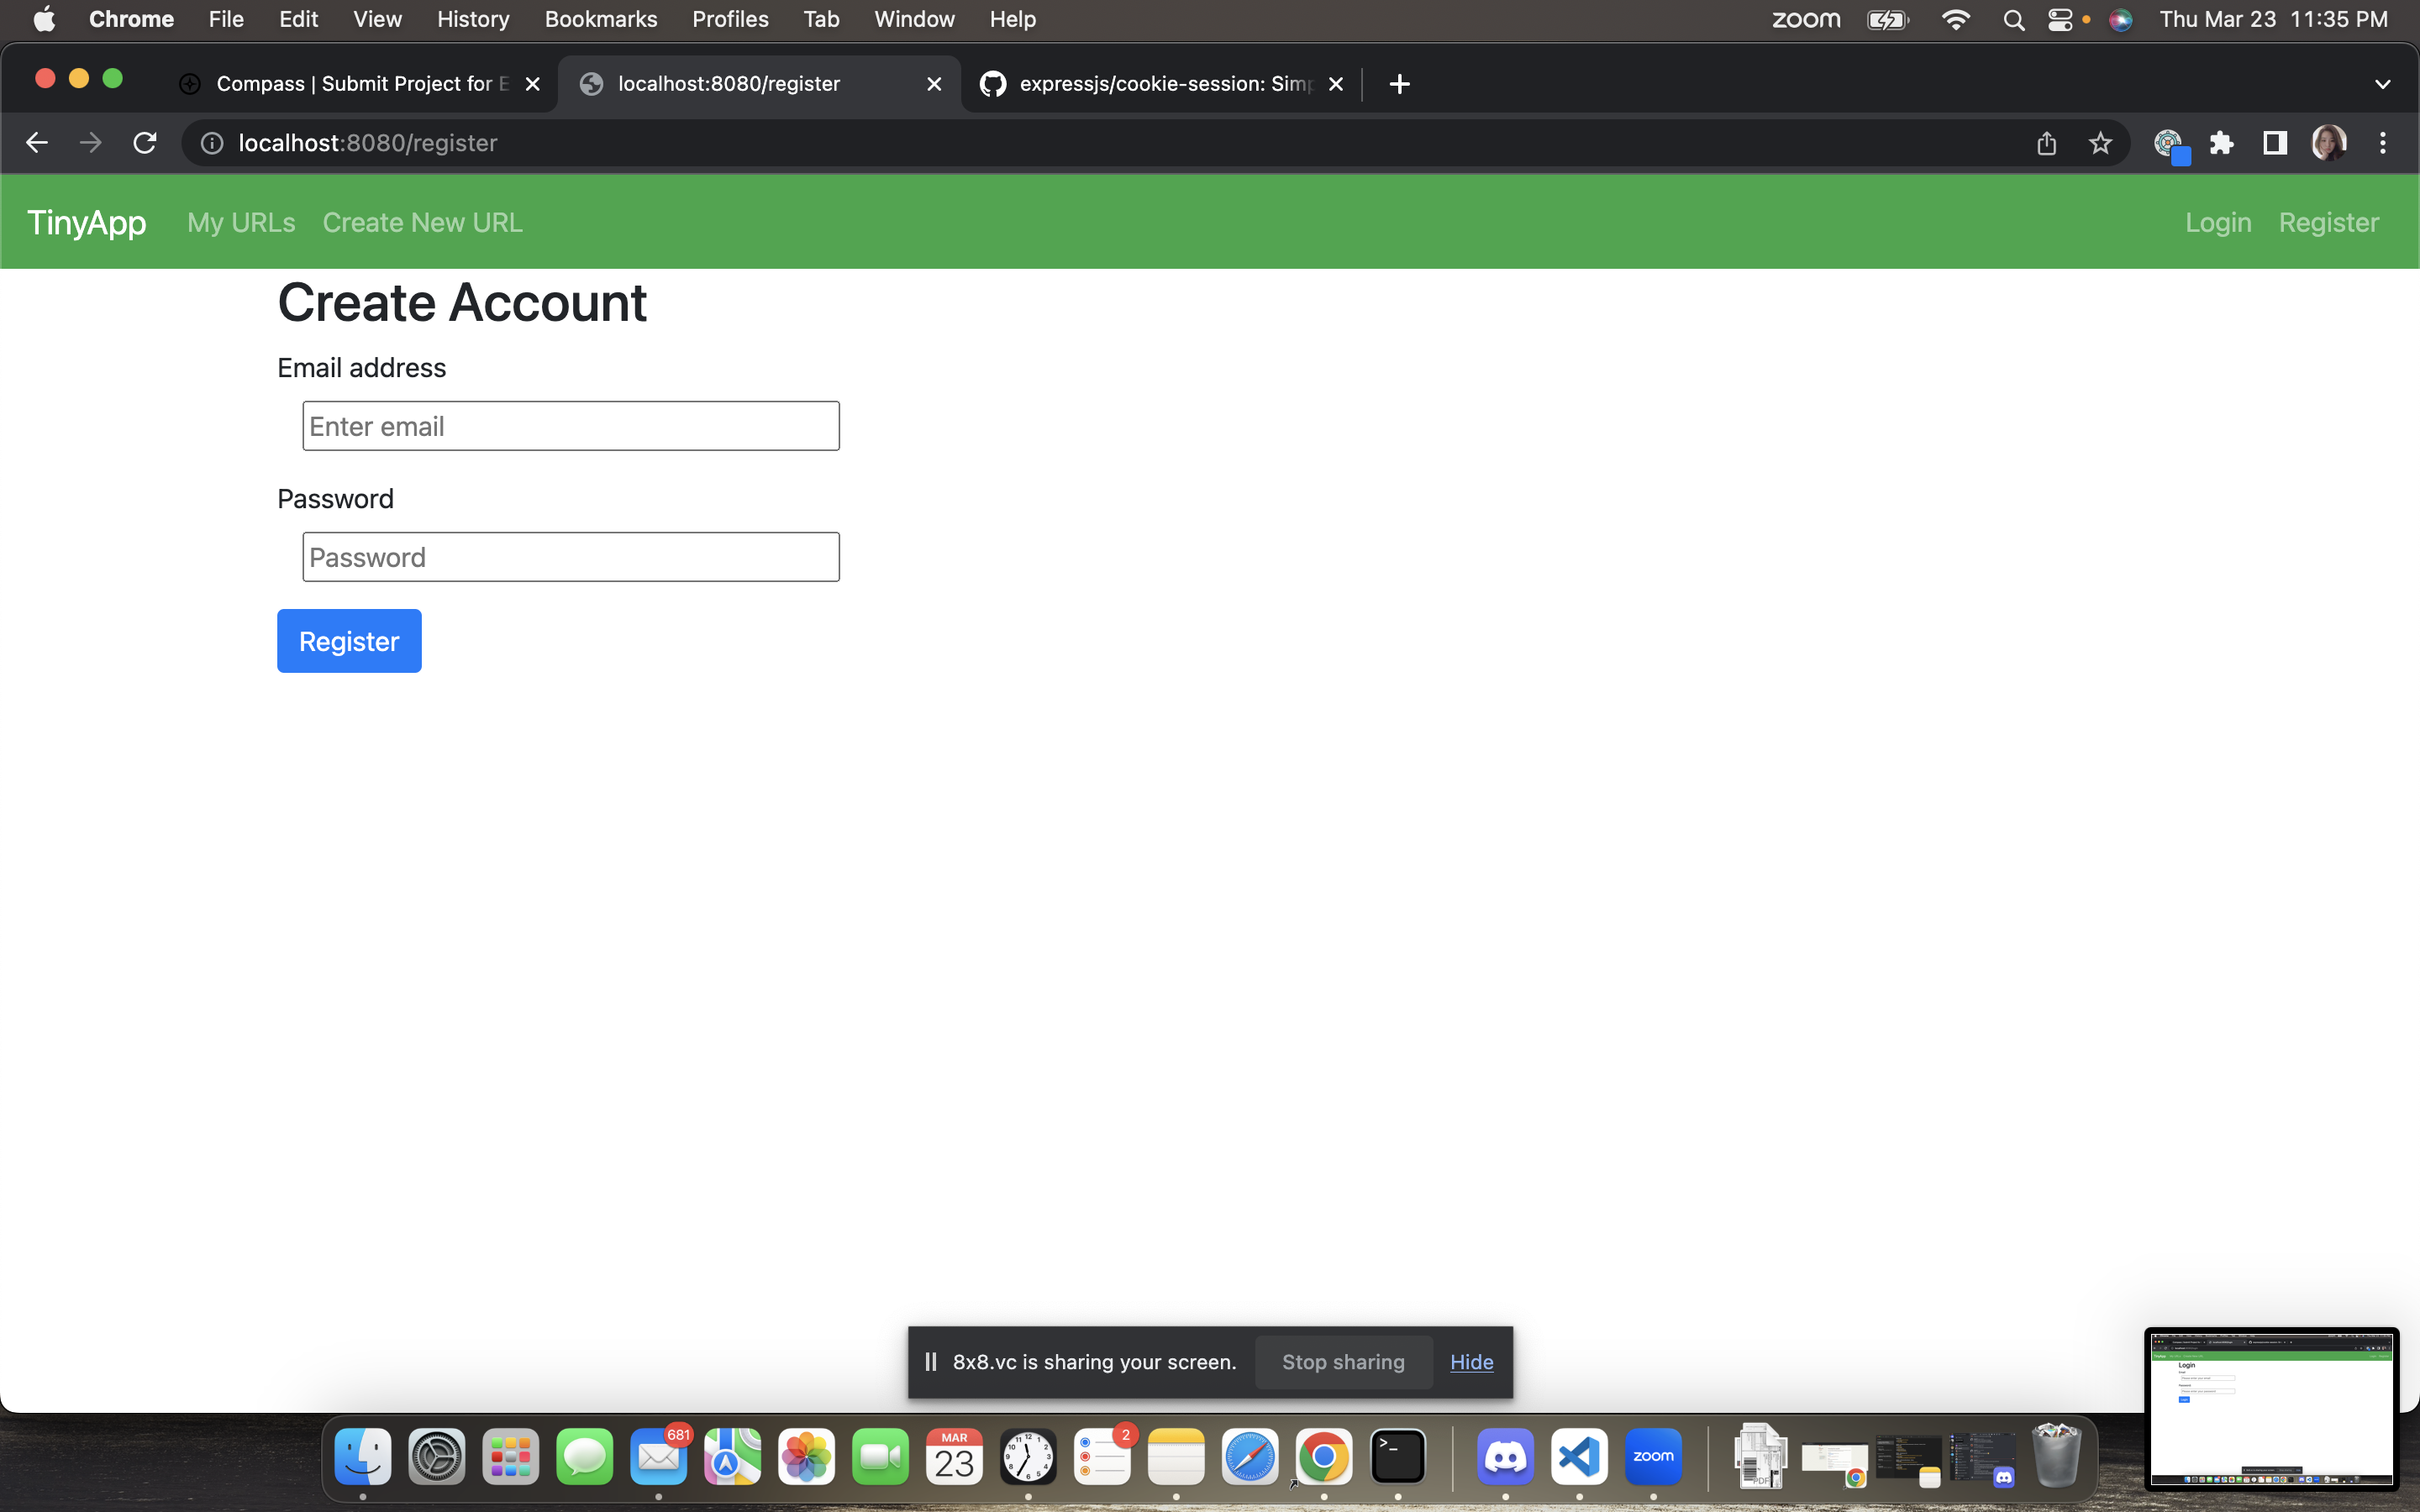 Chrome File Edit View History Bookmarks Profiles Tab Window Help zoom Thu Mar 23 11:35 PM
Compass | Submit Project for E localhost:8080/register expressjs/cookie-session: Simp
localhost:8080/register
TinyApp My URLs Create New URL Login Register
Create Account
Email address
Enter email
Password
Password
Register
8x8.vc is sharing your screen. Stop sharing Hide
Login
681
MAR
23
2
zoom
PDF